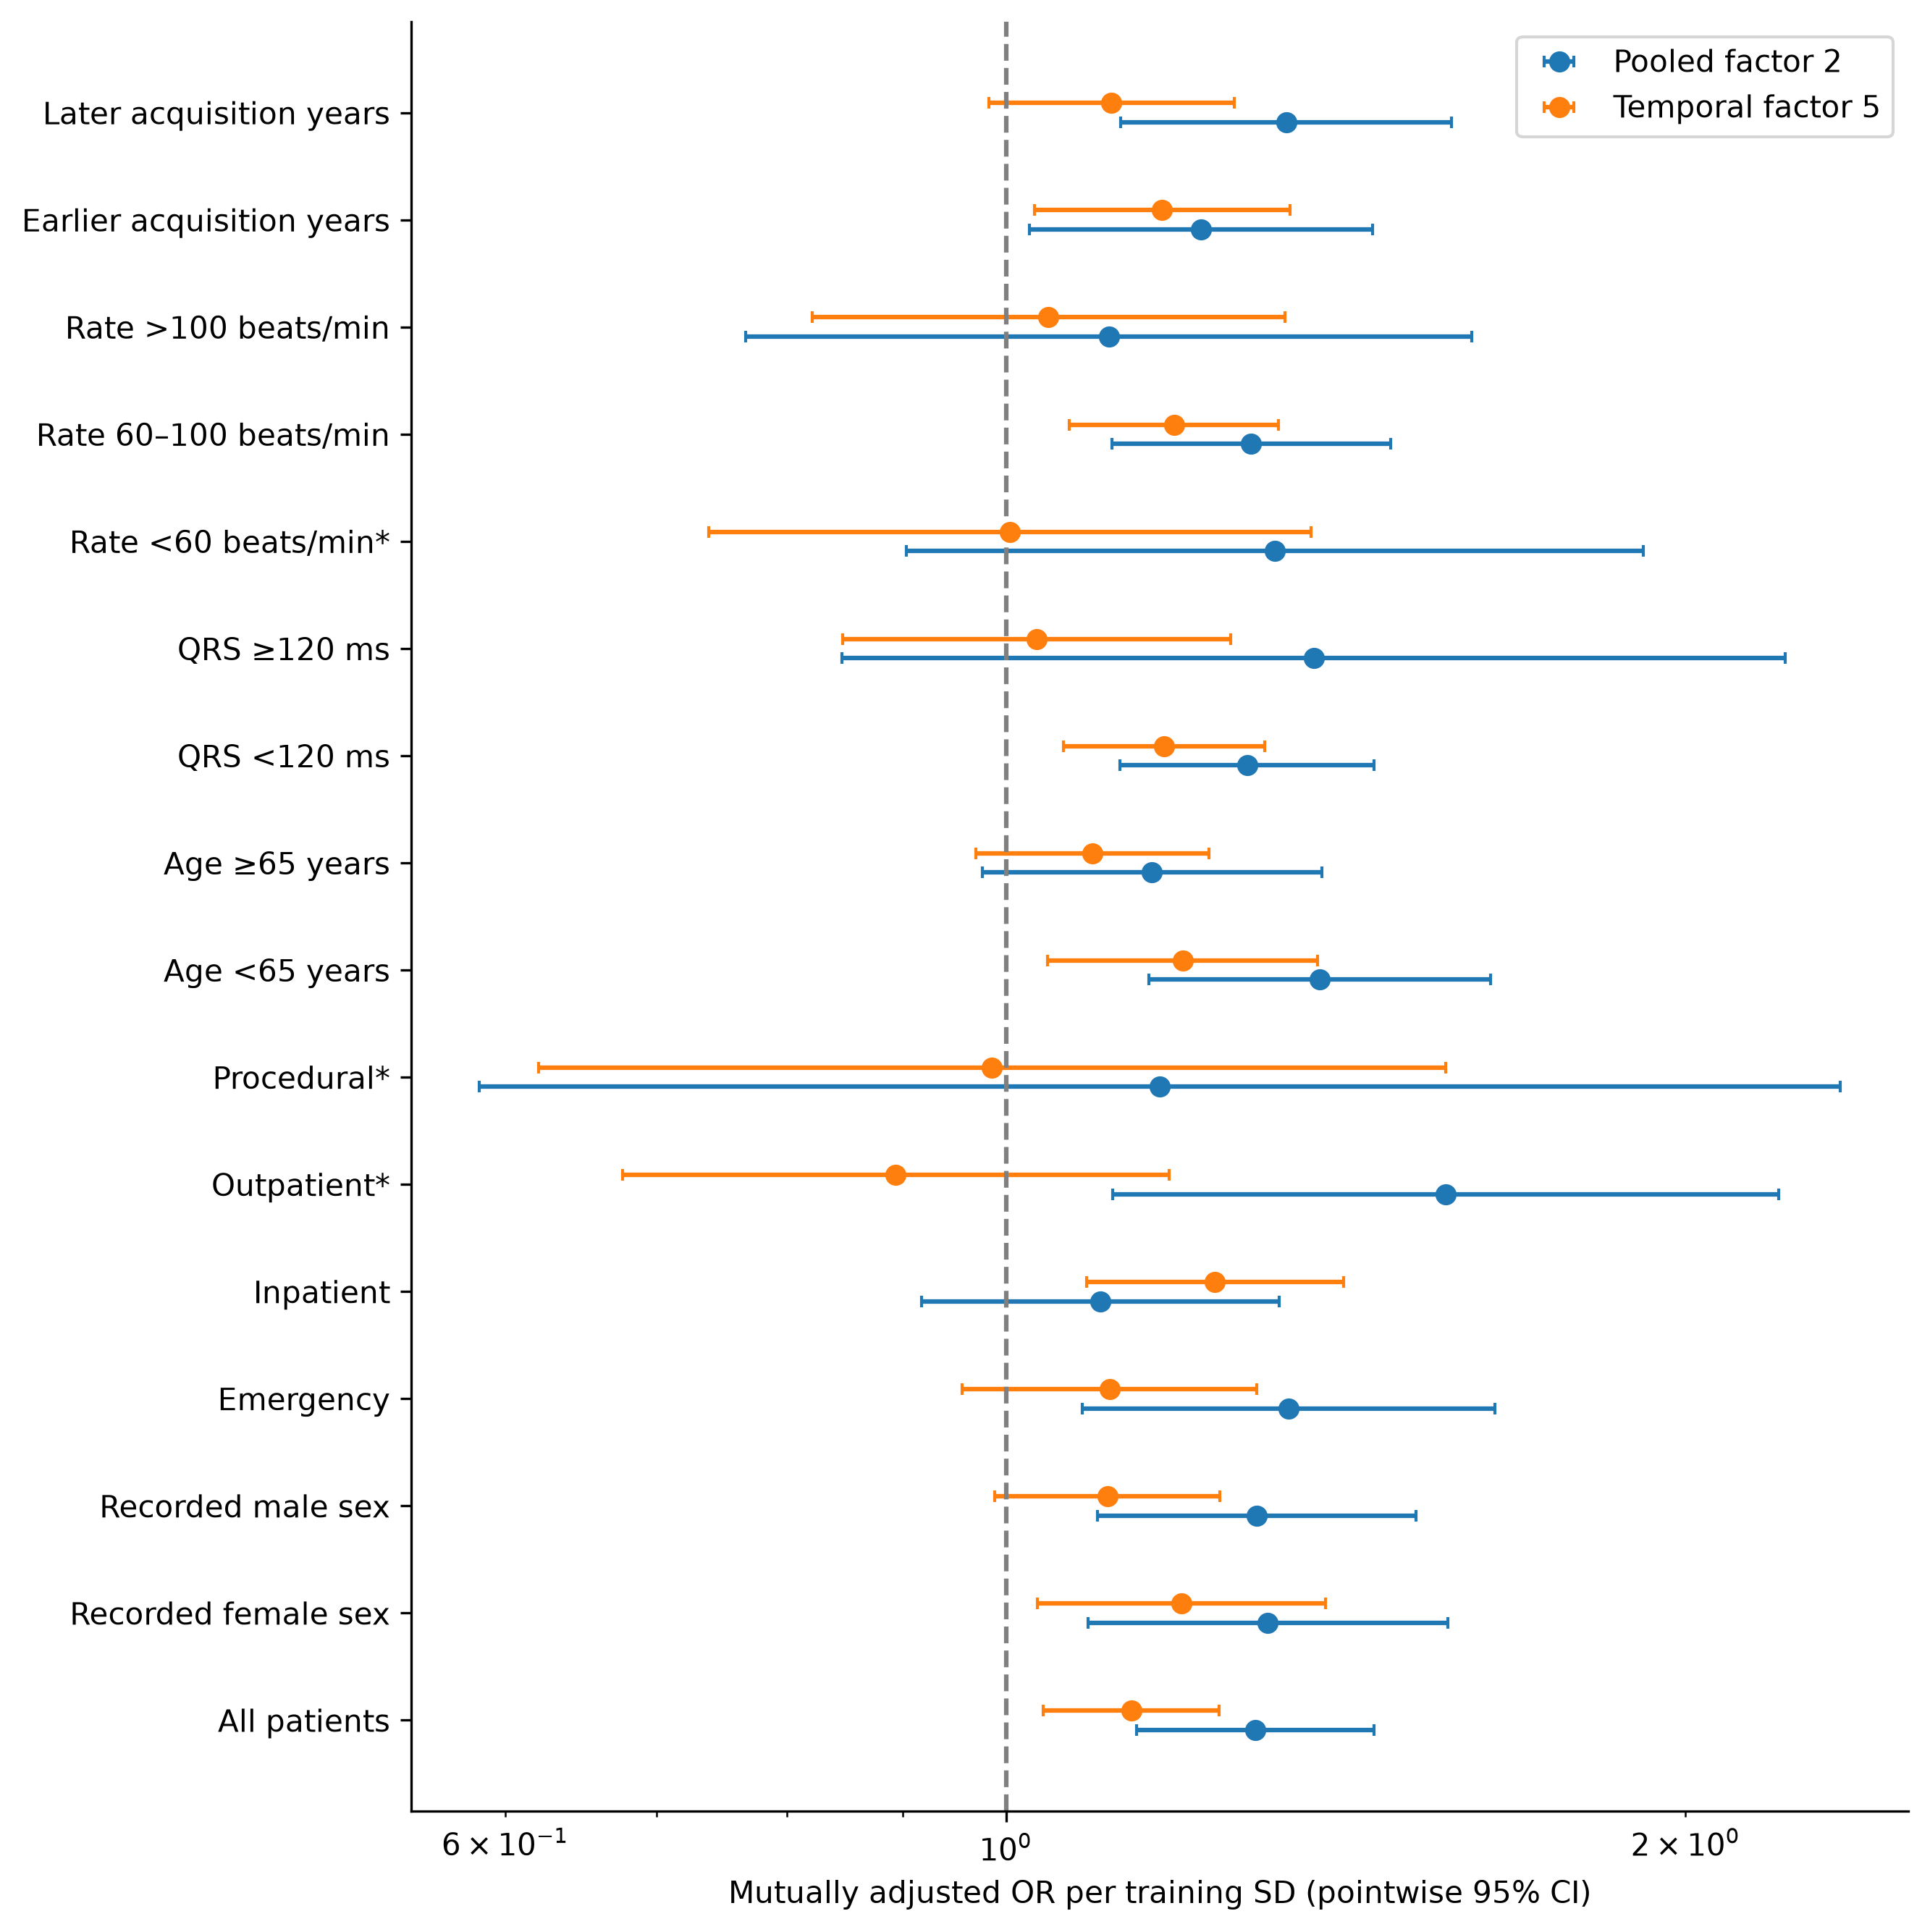 Pooled factor 2
Temporal factor 5
Later acquisition years
Earlier acquisition years
Rate >100 beats/min
Rate 60–100 beats/min
Rate <60 beats/min*
QRS ≥120 ms
QRS <120 ms
Age ≥65 years
Age <65 years
Procedural*
Outpatient*
Inpatient
Emergency
Recorded male sex
Recorded female sex
All patients
6 × 10⁻¹ 10⁰ 2 × 10⁰
Mutually adjusted OR per training SD (pointwise 95% CI)